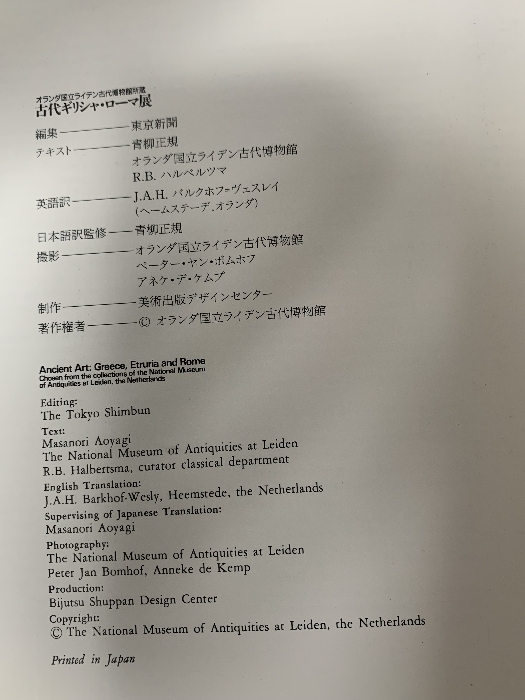 オランダ国立ライデン古代博物館所蔵
古代ギリシャ・ローマ展
編集————東京新聞
テキスト————青柳正規
オランダ国立ライデン古代博物館
R.B. ハルベルツマ
英語訳————J.A.H. バルクホフ=ヴェスレイ
(ヘームステーデ、オランダ)
日本語訳監修——青柳正規
撮影————オランダ国立ライデン古代博物館
ペーター・ヤン・ボムホフ
アネケ・デ・ケムプ
制作————美術出版デザインセンター
著作権者————© オランダ国立ライデン古代博物館
Ancient Art: Greece, Etruria and Rome
Chosen from the collections of the National Museum
of Antiquities at Leiden, the Netherlands
Editing:
The Tokyo Shimbun
Text:
Masanori Aoyagi
The National Museum of Antiquities at Leiden
R.B. Halbertsma, curator classical department
English Translation:
J.A.H. Barkhof-Wesly, Heemstede, the Netherlands
Supervising of Japanese Translation:
Masanori Aoyagi
Photography:
The National Museum of Antiquities at Leiden
Peter Jan Bomhof, Anneke de Kemp
Production:
Bijutsu Shuppan Design Center
Copyright:
© The National Museum of Antiquities at Leiden, the Netherlands
Printed in Japan